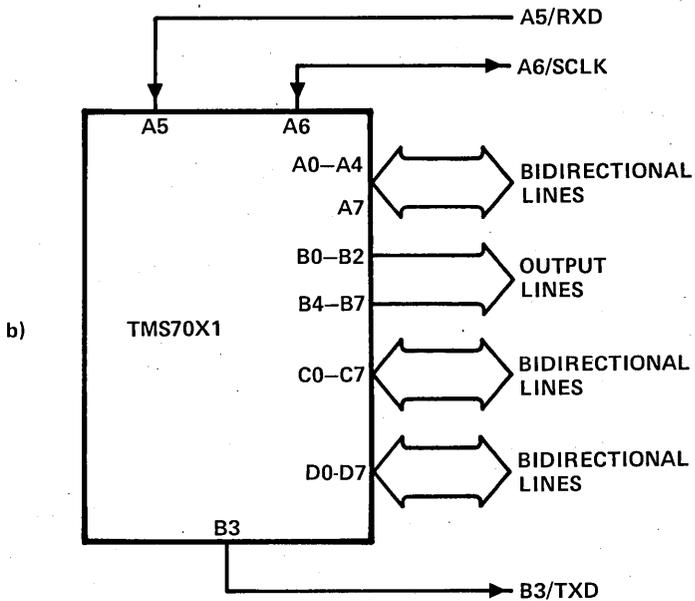 A5/RXD
A6/SCLK
A5
A6
A0–A4
BIDIRECTIONAL
LINES
A7
B0–B2
OUTPUT
LINES
B4–B7
b)
TMS70X1
C0–C7
BIDIRECTIONAL
LINES
D0-D7
BIDIRECTIONAL
LINES
B3
B3/TXD